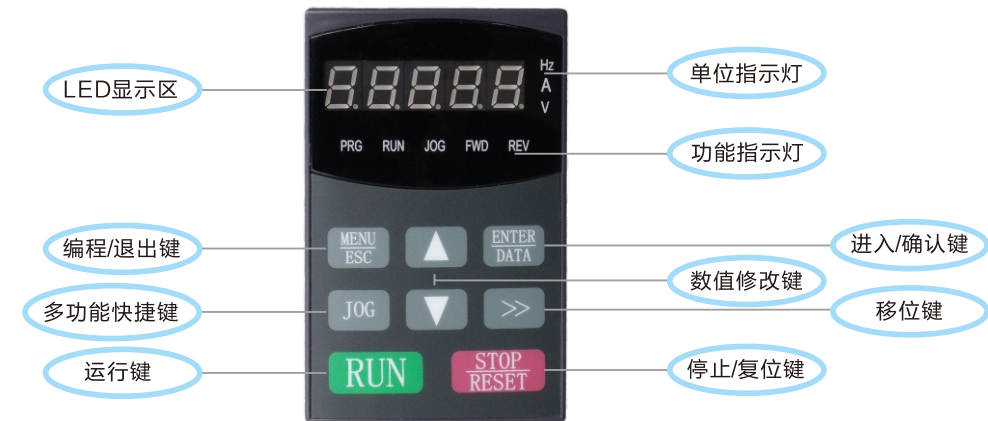 LED显示区
单位指示灯
88888
Hz
A
V
PRG RUN JOG FWD REV
功能指示灯
编程/退出键
MENU
ESC
ENTER
DATA
进入/确认键
数值修改键
多功能快捷键
JOG
>>
移位键
运行键
RUN
STOP
RESET
停止/复位键